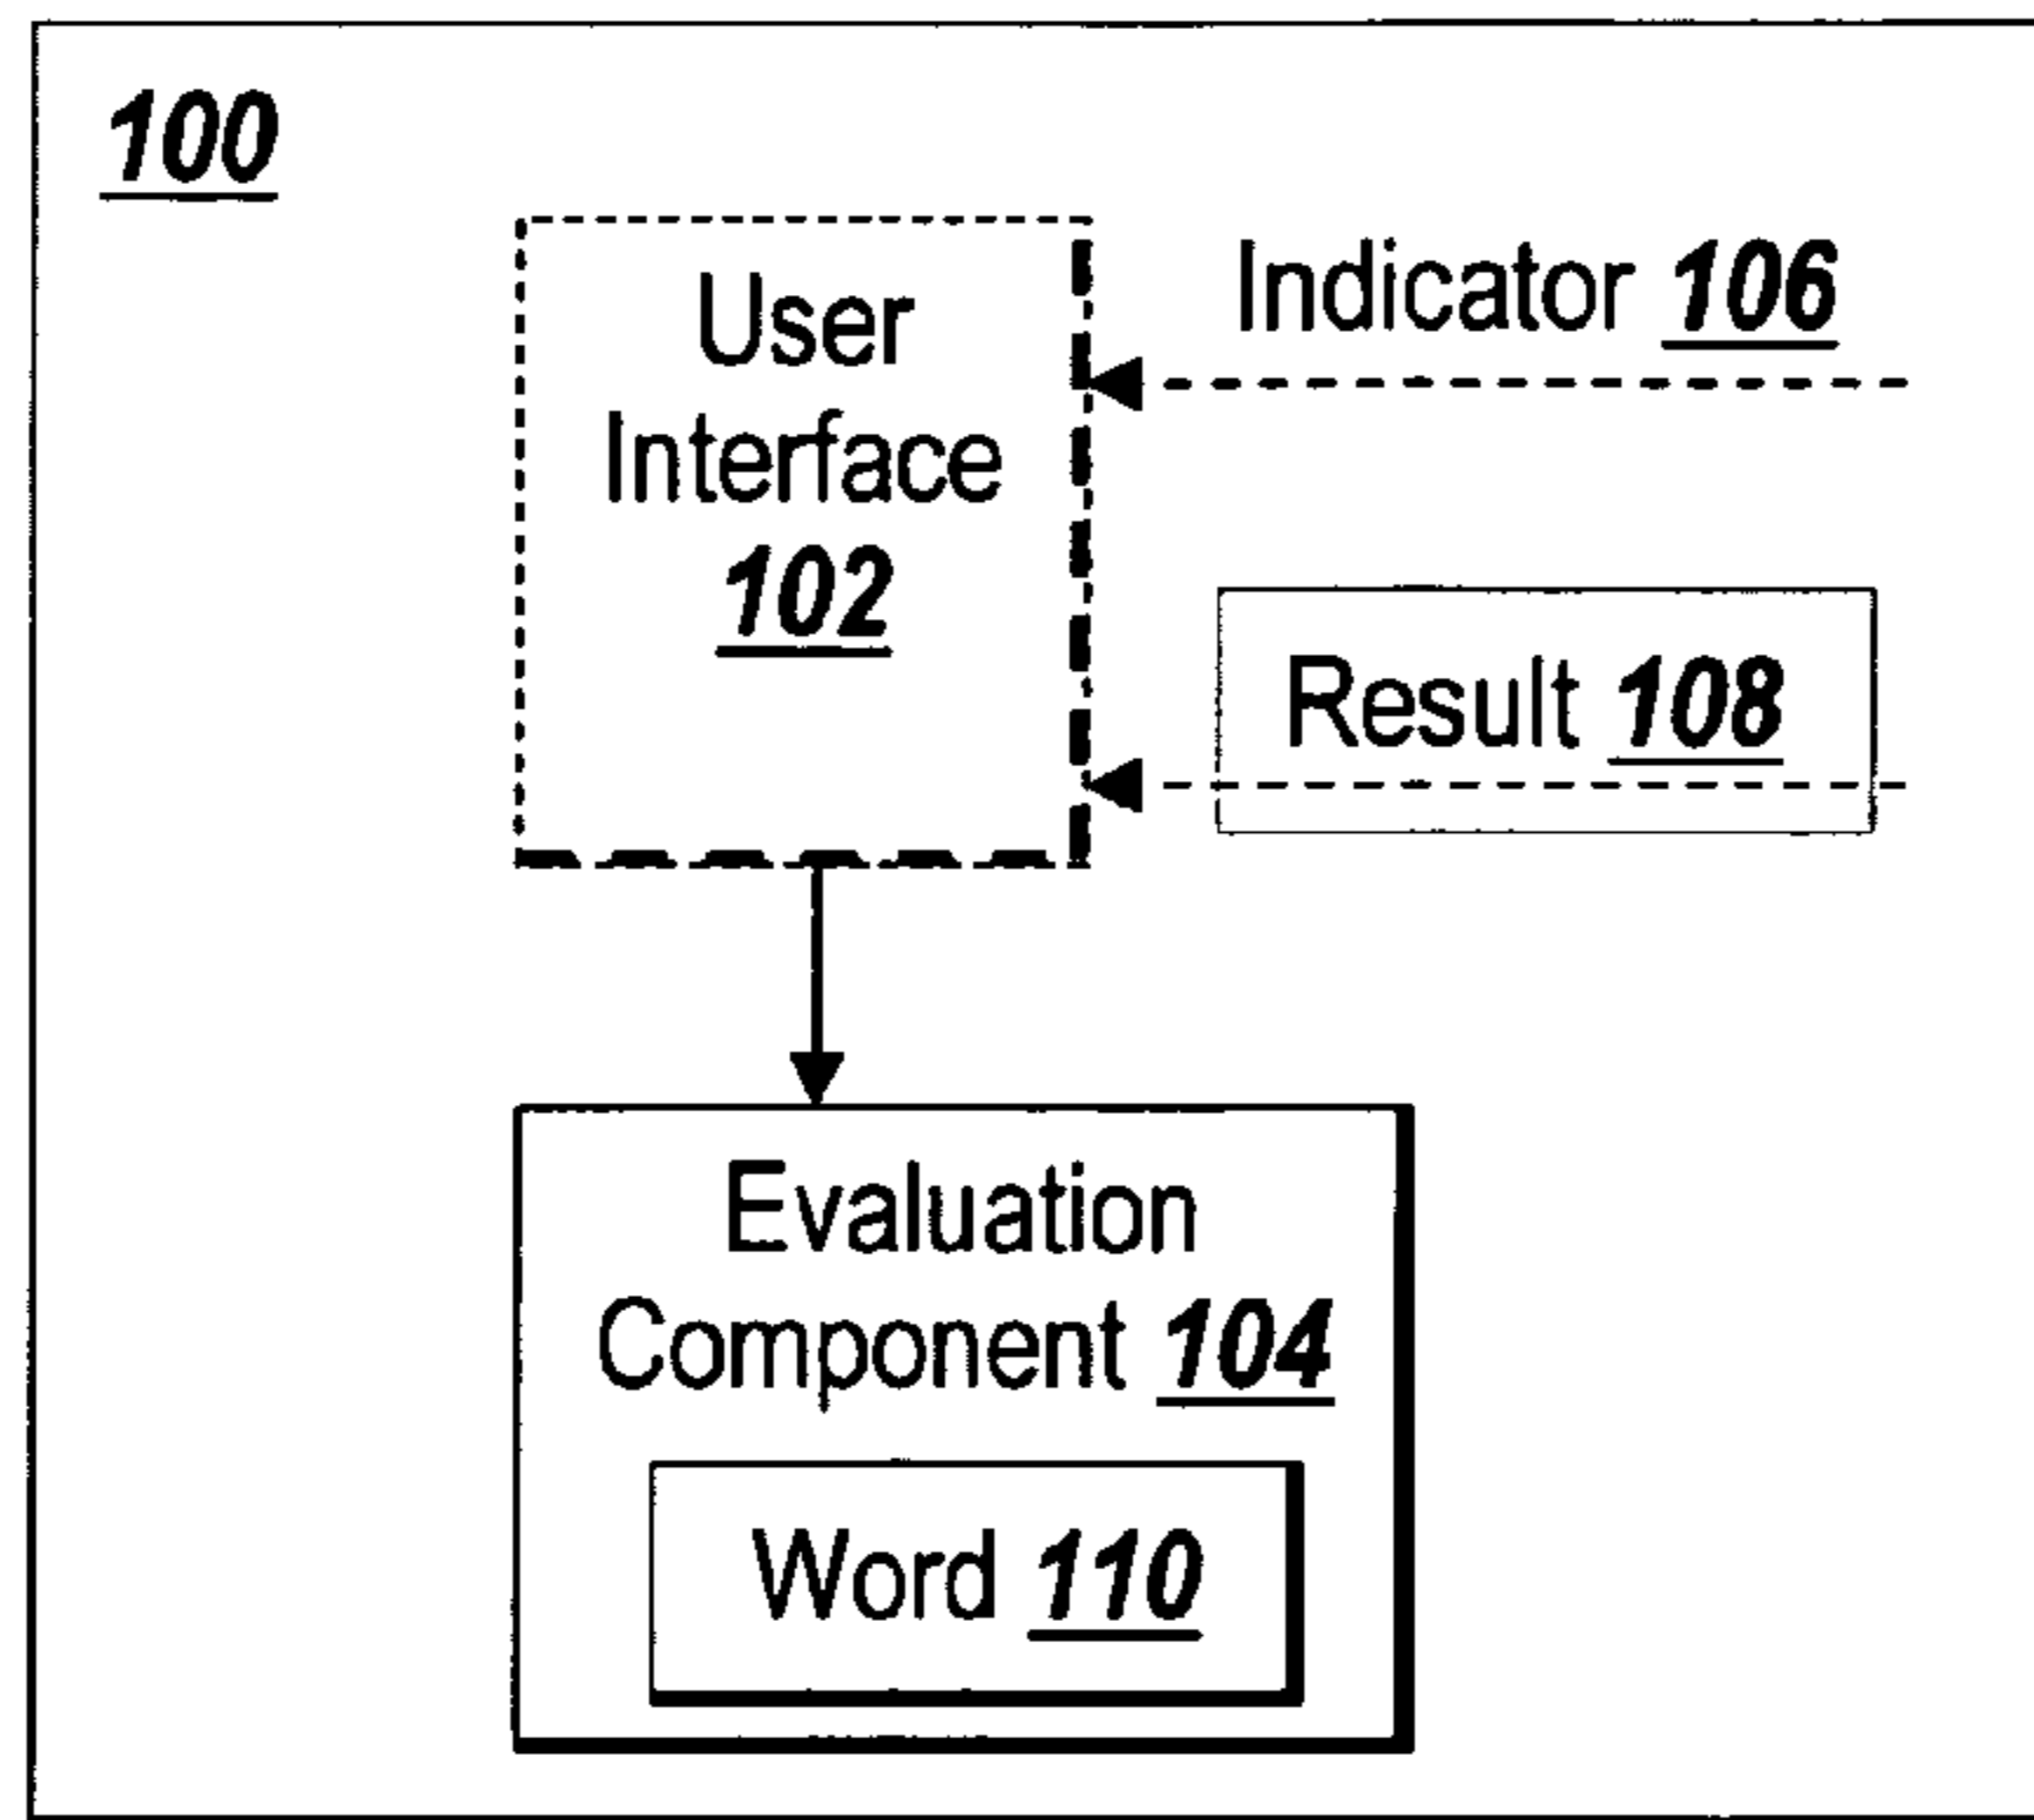 100
User
Interface
102
Indicator 106
Result 108
Evaluation
Component 104
Word 110